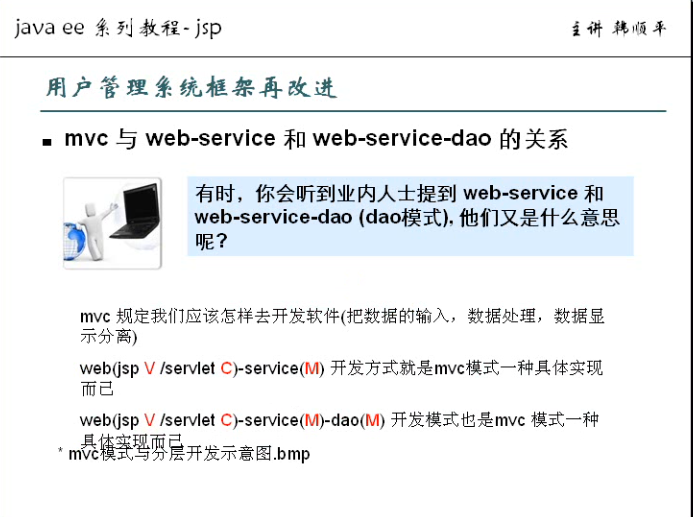 java ee 系列教程- jsp
主讲 韩顺平
用户管理系统框架再改进
■ mvc 与 web-service 和 web-service-dao 的关系
有时，你会听到业内人士提到 web-service 和
web-service-dao (dao模式), 他们又是什么意思
呢？
mvc 规定我们应该怎样去开发软件(把数据的输入，数据处理，数据显
示分离)
web(jsp V /servlet C)-service(M) 开发方式就是mvc模式一种具体实现
而已
web(jsp V /servlet C)-service(M)-dao(M) 开发模式也是mvc 模式一种
具体实现而已
* mvc模式与分层开发示意图.bmp